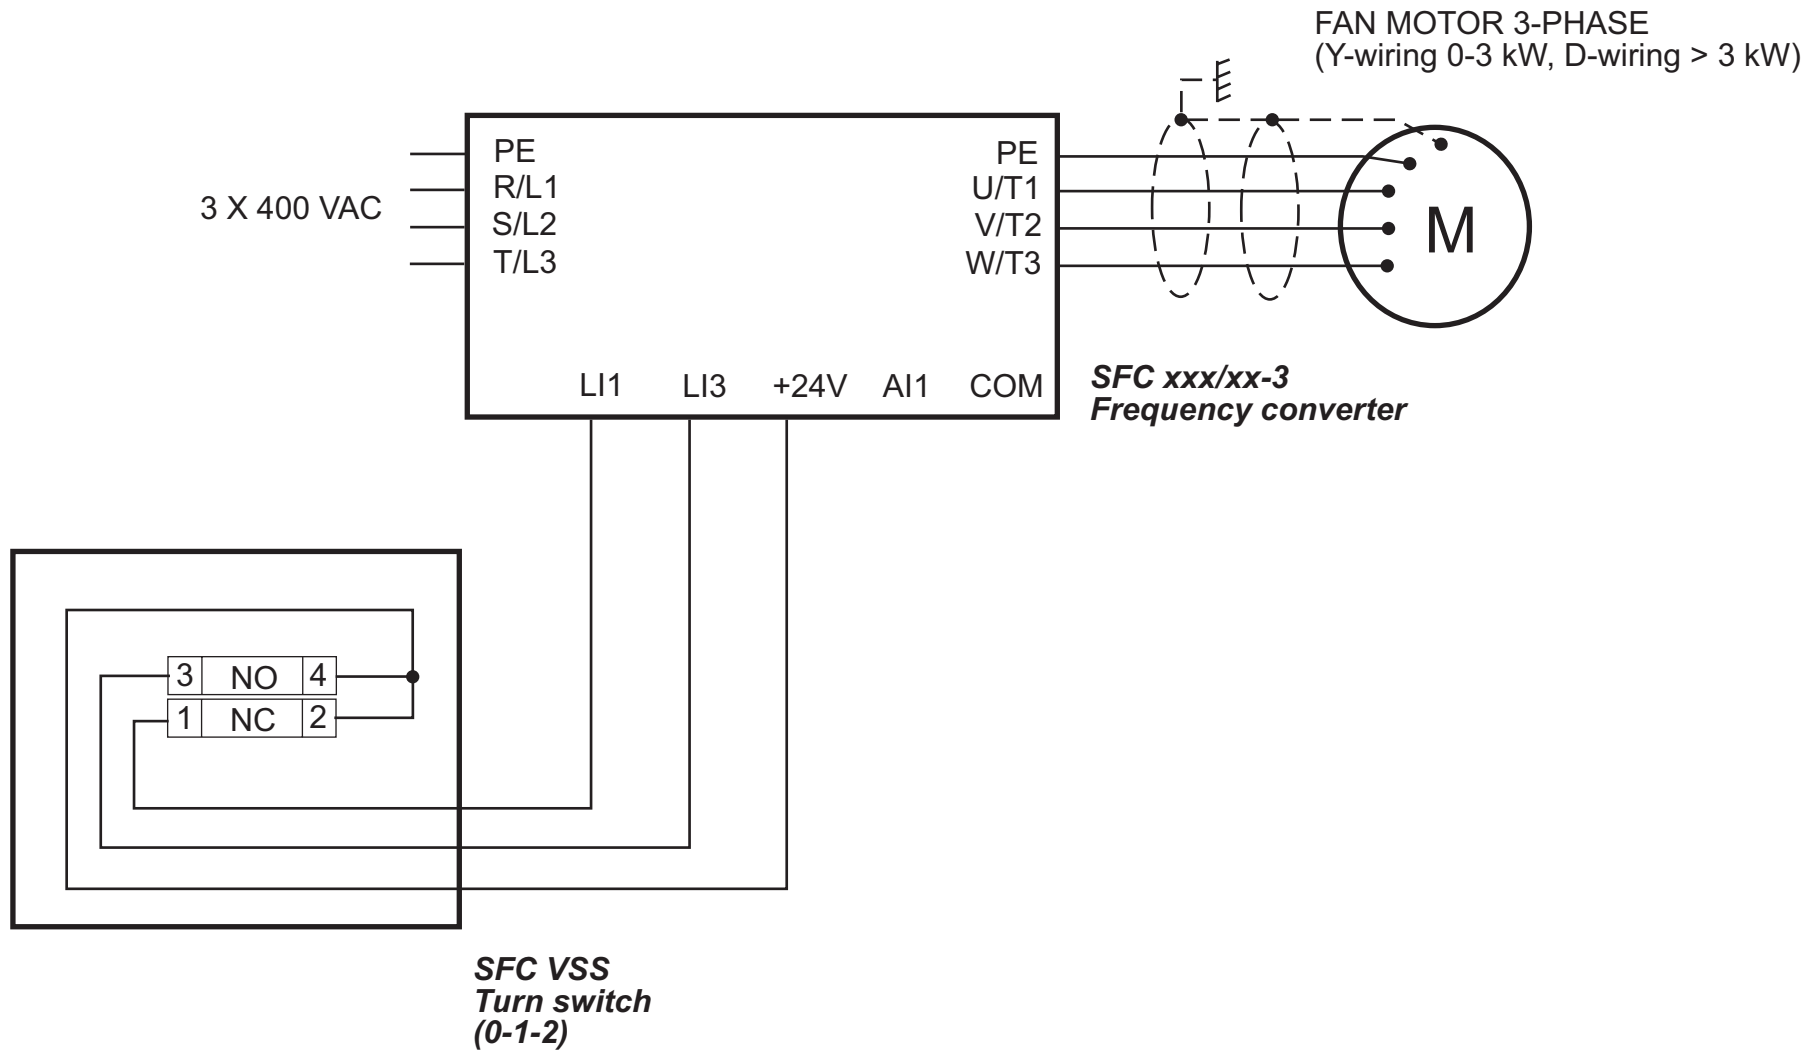 FAN MOTOR 3-PHASE
(Y-wiring 0-3 kW, D-wiring > 3 kW)
3 X 400 VAC
PE
R/L1
S/L2
T/L3
PE
U/T1
V/T2
W/T3
M
LI1 LI3 +24V AI1 COM
SFC xxx/xx-3
Frequency converter
3 NO 4
1 NC 2
SFC VSS
Turn switch
(0-1-2)